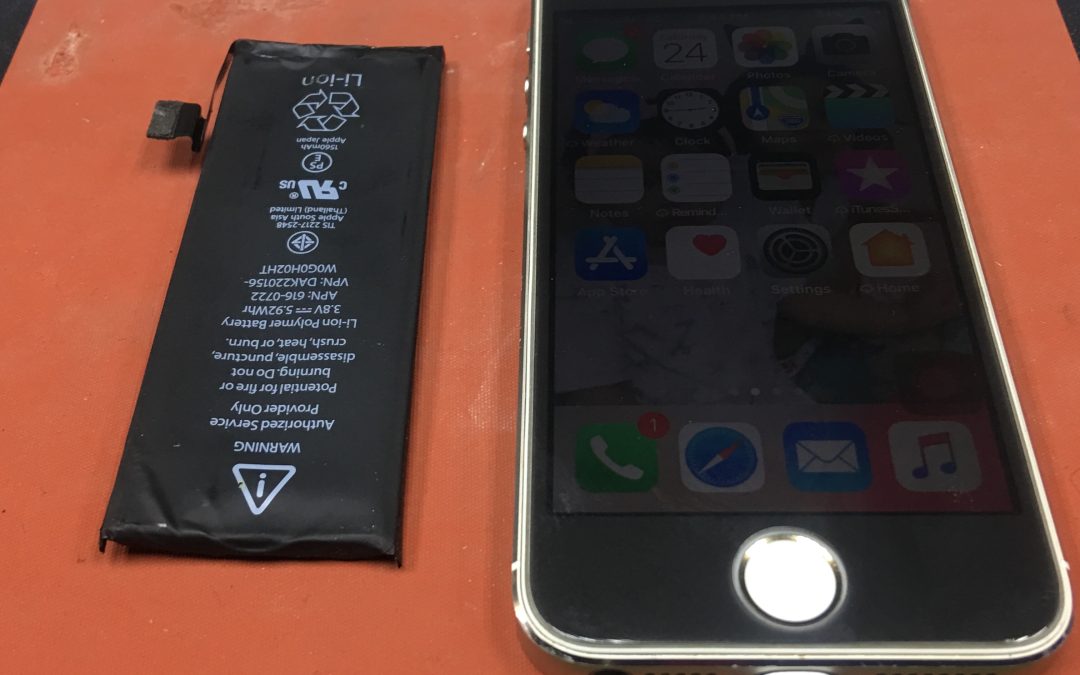 WARNING
Authorized Service
Provider Only
Potential for fire or
burning. Do not
disassemble, puncture,
crush, heat, or burn.
Li-ion Polymer Battery
3.8V 5.92Whr
APN: 616-0722
VPN: DAK220156-
W0G0H02HT
TIS 2217-2548
Apple South Asia
(Thailand) Limited
C RU® US
PS
E
1560mAh
Apple Japan
Li-ion
24
Messages
Calendar
Photos
Camera
Weather
Clock
Maps
Videos
Notes
Remind...
Wallet
iTunes S...
App Store
Health
Settings
Home
1